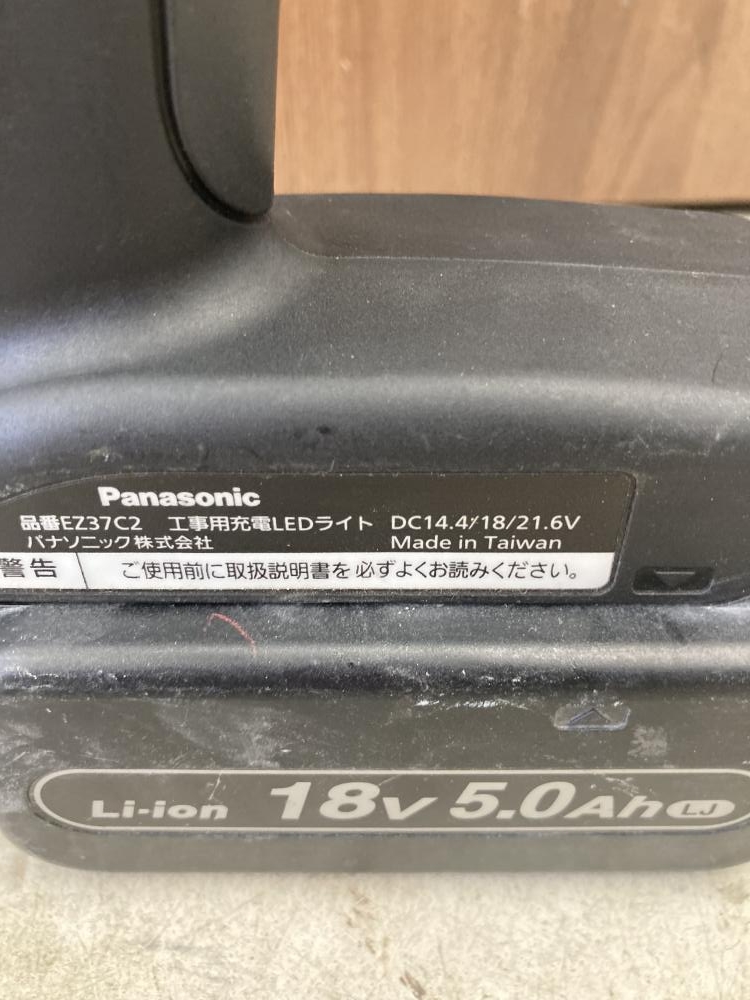 Panasonic
品番EZ37C2 工事用充電LEDライト DC14.4/18/21.6V
パナソニック株式会社 Made in Taiwan
警告 ご使用前に取扱説明書を必ずよくお読みください。
Li-ion 18V 5.0Ah LJ